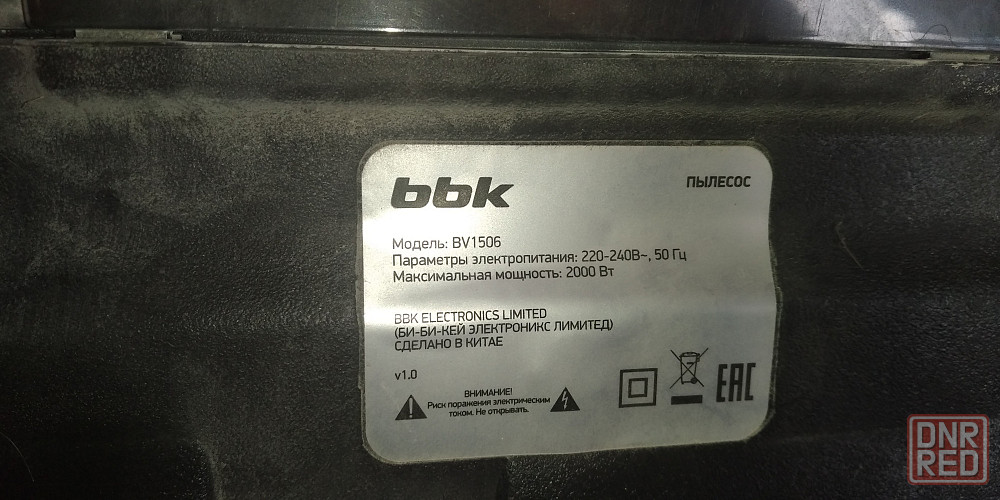 bbk
ПЫЛЕСОС
Модель: BV1506
Параметры электропитания: 220-240В~, 50 Гц
Максимальная мощность: 2000 Вт
BBK ELECTRONICS LIMITED
(БИ-БИ-КЕЙ ЭЛЕКТРОНИКС ЛИМИТЕД)
СДЕЛАНО В КИТАЕ
v1.0
ВНИМАНИЕ!
Риск поражения электрическим
током. Не открывать.
EAC
DNR
RED